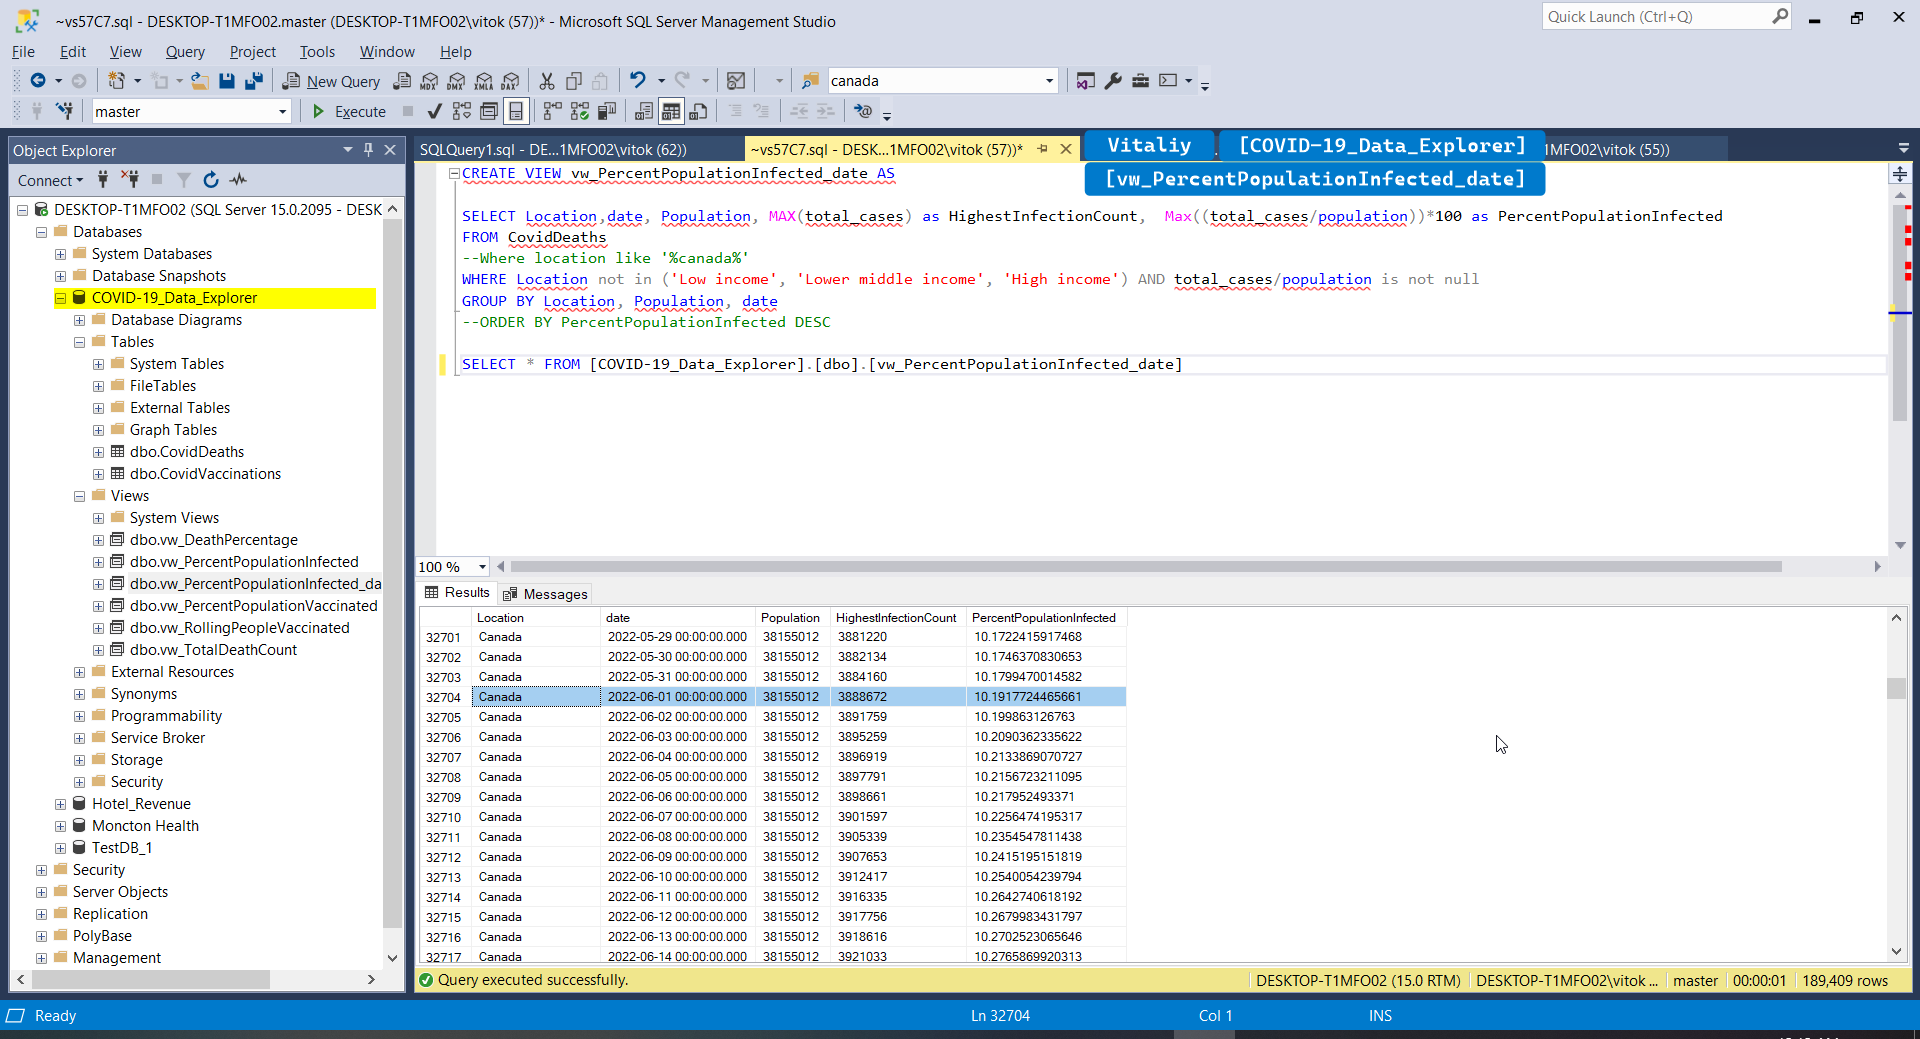 ~vs57C7.sql - DESKTOP-T1MFO02.master (DESKTOP-T1MFO02\vitok (57))* - Microsoft SQL Server Management Studio
Quick Launch (Ctrl+Q)
File Edit View Query Project Tools Window Help
New Query MDX DMX XMLA DAX canada
master Execute
Object Explorer
SQLQuery1.sql - DE...1MFO02\vitok (62)) ~vs57C7.sql - DESK...1MFO02\vitok (57))* Vitaliy [COVID-19_Data_Explorer] 1MFO02\vitok (55))
[vw_PercentPopulationInfected_date]
Connect
DESKTOP-T1MFO02 (SQL Server 15.0.2095 - DESK
Databases
System Databases
Database Snapshots
COVID-19_Data_Explorer
Database Diagrams
Tables
System Tables
FileTables
External Tables
Graph Tables
dbo.CovidDeaths
dbo.CovidVaccinations
Views
System Views
dbo.vw_DeathPercentage
dbo.vw_PercentPopulationInfected
dbo.vw_PercentPopulationInfected_da
dbo.vw_PercentPopulationVaccinated
dbo.vw_RollingPeopleVaccinated
dbo.vw_TotalDeathCount
External Resources
Synonyms
Programmability
Service Broker
Storage
Security
Hotel_Revenue
Moncton Health
TestDB_1
Security
Server Objects
Replication
PolyBase
Management
CREATE VIEW vw_PercentPopulationInfected_date AS
SELECT Location,date, Population, MAX(total_cases) as HighestInfectionCount,  Max((total_cases/population))*100 as PercentPopulationInfected
FROM CovidDeaths
--Where location like '%canada%'
WHERE Location not in ('Low income', 'Lower middle income', 'High income') AND total_cases/population is not null
GROUP BY Location, Population, date
--ORDER BY PercentPopulationInfected DESC
SELECT * FROM [COVID-19_Data_Explorer].[dbo].[vw_PercentPopulationInfected_date]
100 %
Results Messages
Location date Population HighestInfectionCount PercentPopulationInfected
32701 Canada 2022-05-29 00:00:00.000 38155012 3881220 10.1722415917468
32702 Canada 2022-05-30 00:00:00.000 38155012 3882134 10.1746370830653
32703 Canada 2022-05-31 00:00:00.000 38155012 3884160 10.1799470014582
32704 Canada 2022-06-01 00:00:00.000 38155012 3888672 10.1917724465661
32705 Canada 2022-06-02 00:00:00.000 38155012 3891759 10.199863126763
32706 Canada 2022-06-03 00:00:00.000 38155012 3895259 10.2090362335622
32707 Canada 2022-06-04 00:00:00.000 38155012 3896919 10.2133869070727
32708 Canada 2022-06-05 00:00:00.000 38155012 3897791 10.2156723211095
32709 Canada 2022-06-06 00:00:00.000 38155012 3898661 10.217952493371
32710 Canada 2022-06-07 00:00:00.000 38155012 3901597 10.2256474195317
32711 Canada 2022-06-08 00:00:00.000 38155012 3905339 10.2354547811438
32712 Canada 2022-06-09 00:00:00.000 38155012 3907653 10.2415195151819
32713 Canada 2022-06-10 00:00:00.000 38155012 3912417 10.2540054239794
32714 Canada 2022-06-11 00:00:00.000 38155012 3916335 10.2642740618192
32715 Canada 2022-06-12 00:00:00.000 38155012 3917756 10.2679983431797
32716 Canada 2022-06-13 00:00:00.000 38155012 3918616 10.2702523065646
32717 Canada 2022-06-14 00:00:00.000 38155012 3921033 10.2765869920313
Query executed successfully. DESKTOP-T1MFO02 (15.0 RTM) DESKTOP-T1MFO02\vitok ... master 00:00:01 189,409 rows
Ready Ln 32704 Col 1 INS